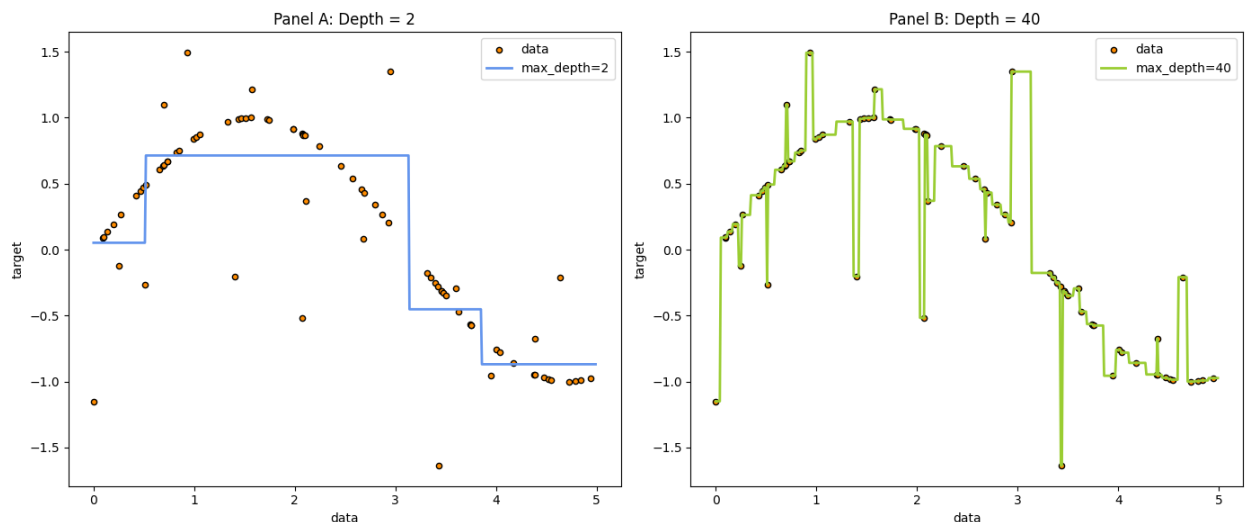 Panel A: Depth = 2
1.5
1.0
0.5
0.0
−0.5
−1.0
−1.5
target
data
max_depth=2
0
1
2
3
4
5
data
Panel B: Depth = 40
1.5
1.0
0.5
0.0
−0.5
−1.0
−1.5
target
data
max_depth=40
0
1
2
3
4
5
data